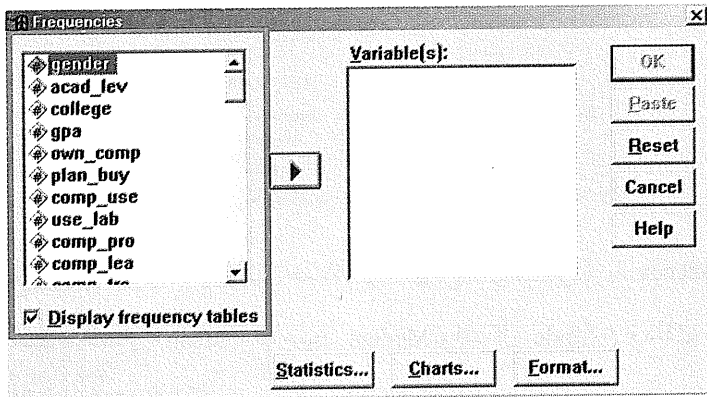 Frequencies
gender
acad_lev
college
gpa
own_comp
plan_buy
comp_use
use_lab
comp_pro
comp_lea
Display frequency tables
Variable(s):
OK
Paste
Reset
Cancel
Help
Statistics...
Charts...
Format...